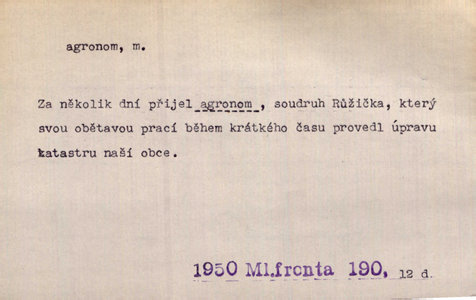 agronom, m.
Za několik dní přijel agronom, soudruh Růžička, který
svou obětavou prací během krátkého času provedl úpravu
katastru naší obce.
1950 Ml.fronta 190, 12 d.